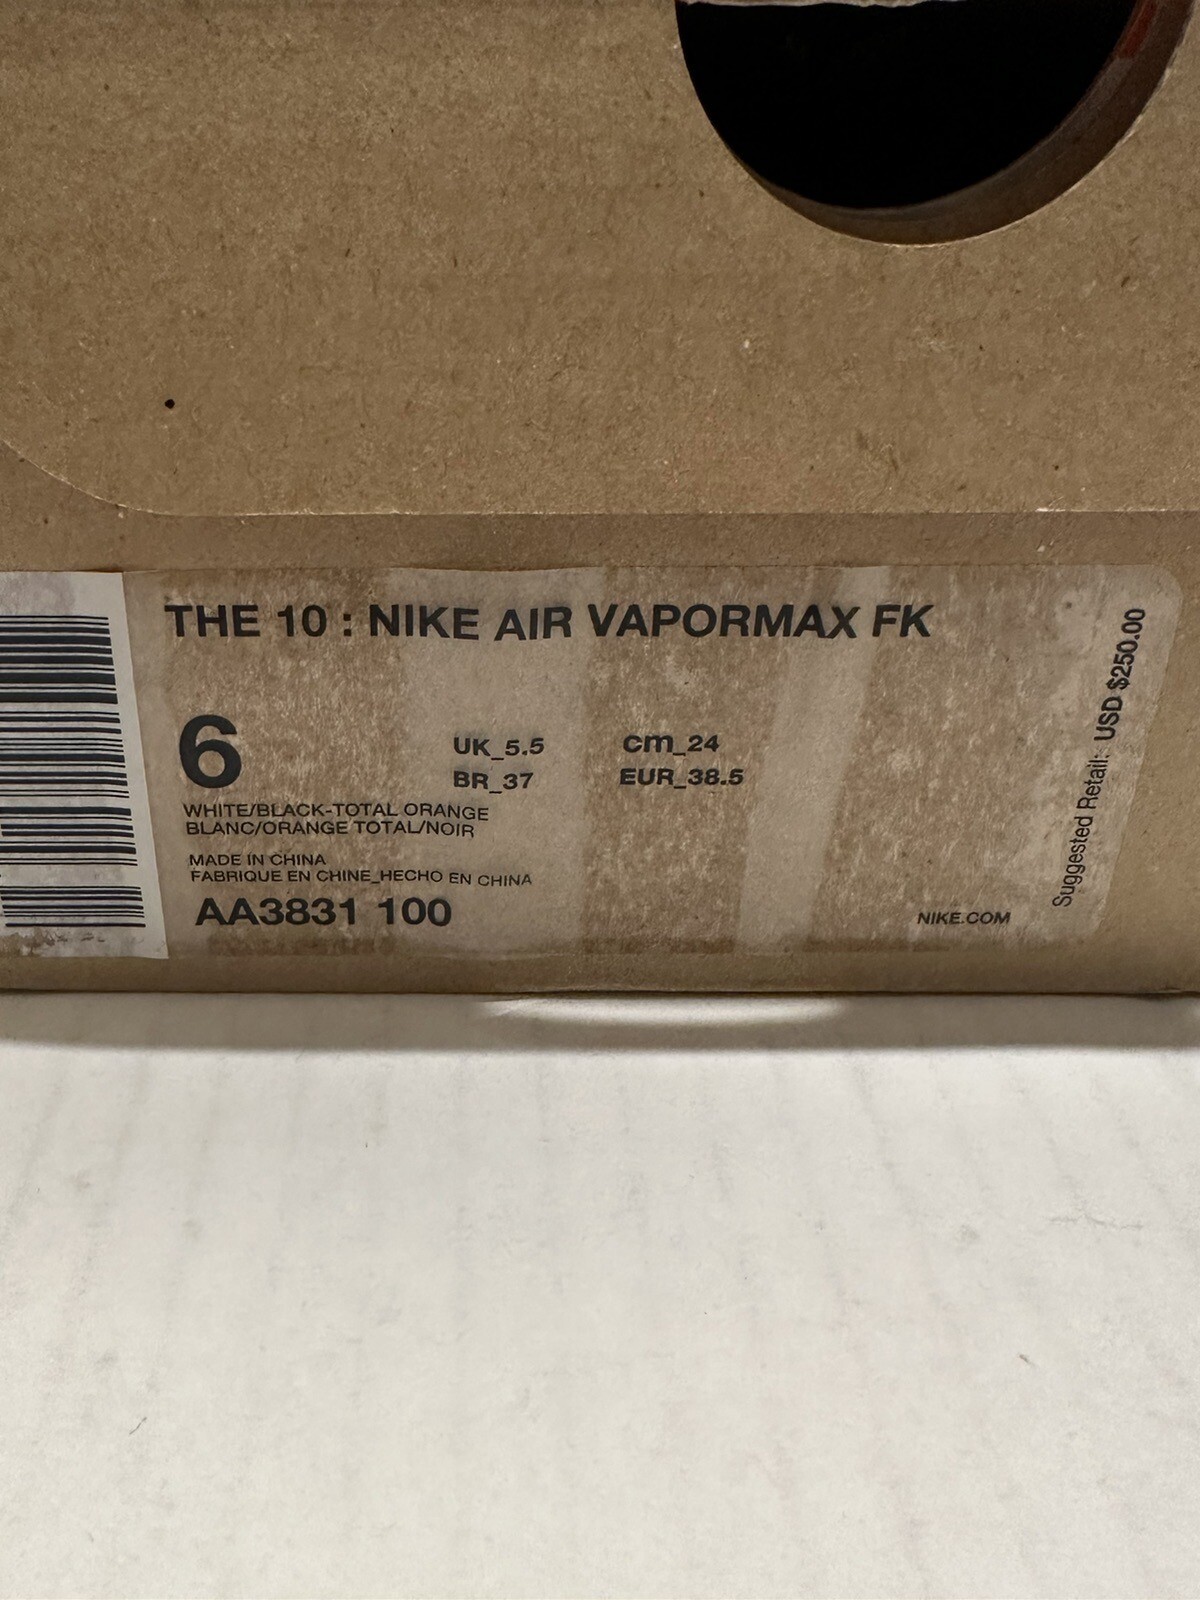 THE 10 : NIKE AIR VAPORMAX FK
6
UK_5.5 cm_24
BR_37 EUR_38.5
WHITE/BLACK-TOTAL ORANGE
BLANC/ORANGE TOTAL/NOIR
MADE IN CHINA
FABRIQUE EN CHINE_HECHO EN CHINA
AA3831 100
NIKE.COM
Suggested Retail: USD $250.00